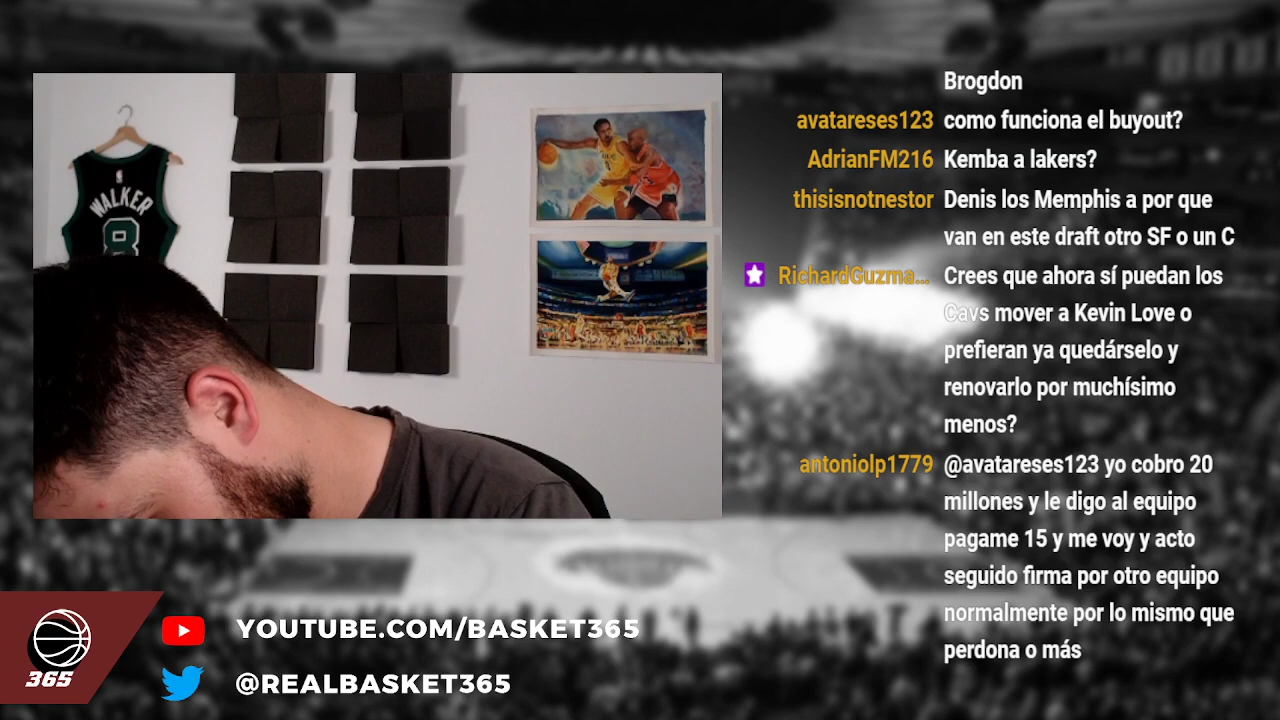 Brogdon
avatareses123 como funciona el buyout?
AdrianFM216 Kemba a lakers?
thisisnotnestor Denis los Memphis a por que
van en este draft otro SF o un C
RichardGuzma... Crees que ahora sí puedan los
Cavs mover a Kevin Love o
prefieran ya quedárselo y
renovarlo por muchísimo
menos?
antoniolp1779 @avatareses123 yo cobro 20
millones y le digo al equipo
pagame 15 y me voy y acto
seguido firma por otro equipo
normalmente por lo mismo que
perdona o más
WALKER
8
365
YOUTUBE.COM/BASKET365
@REALBASKET365